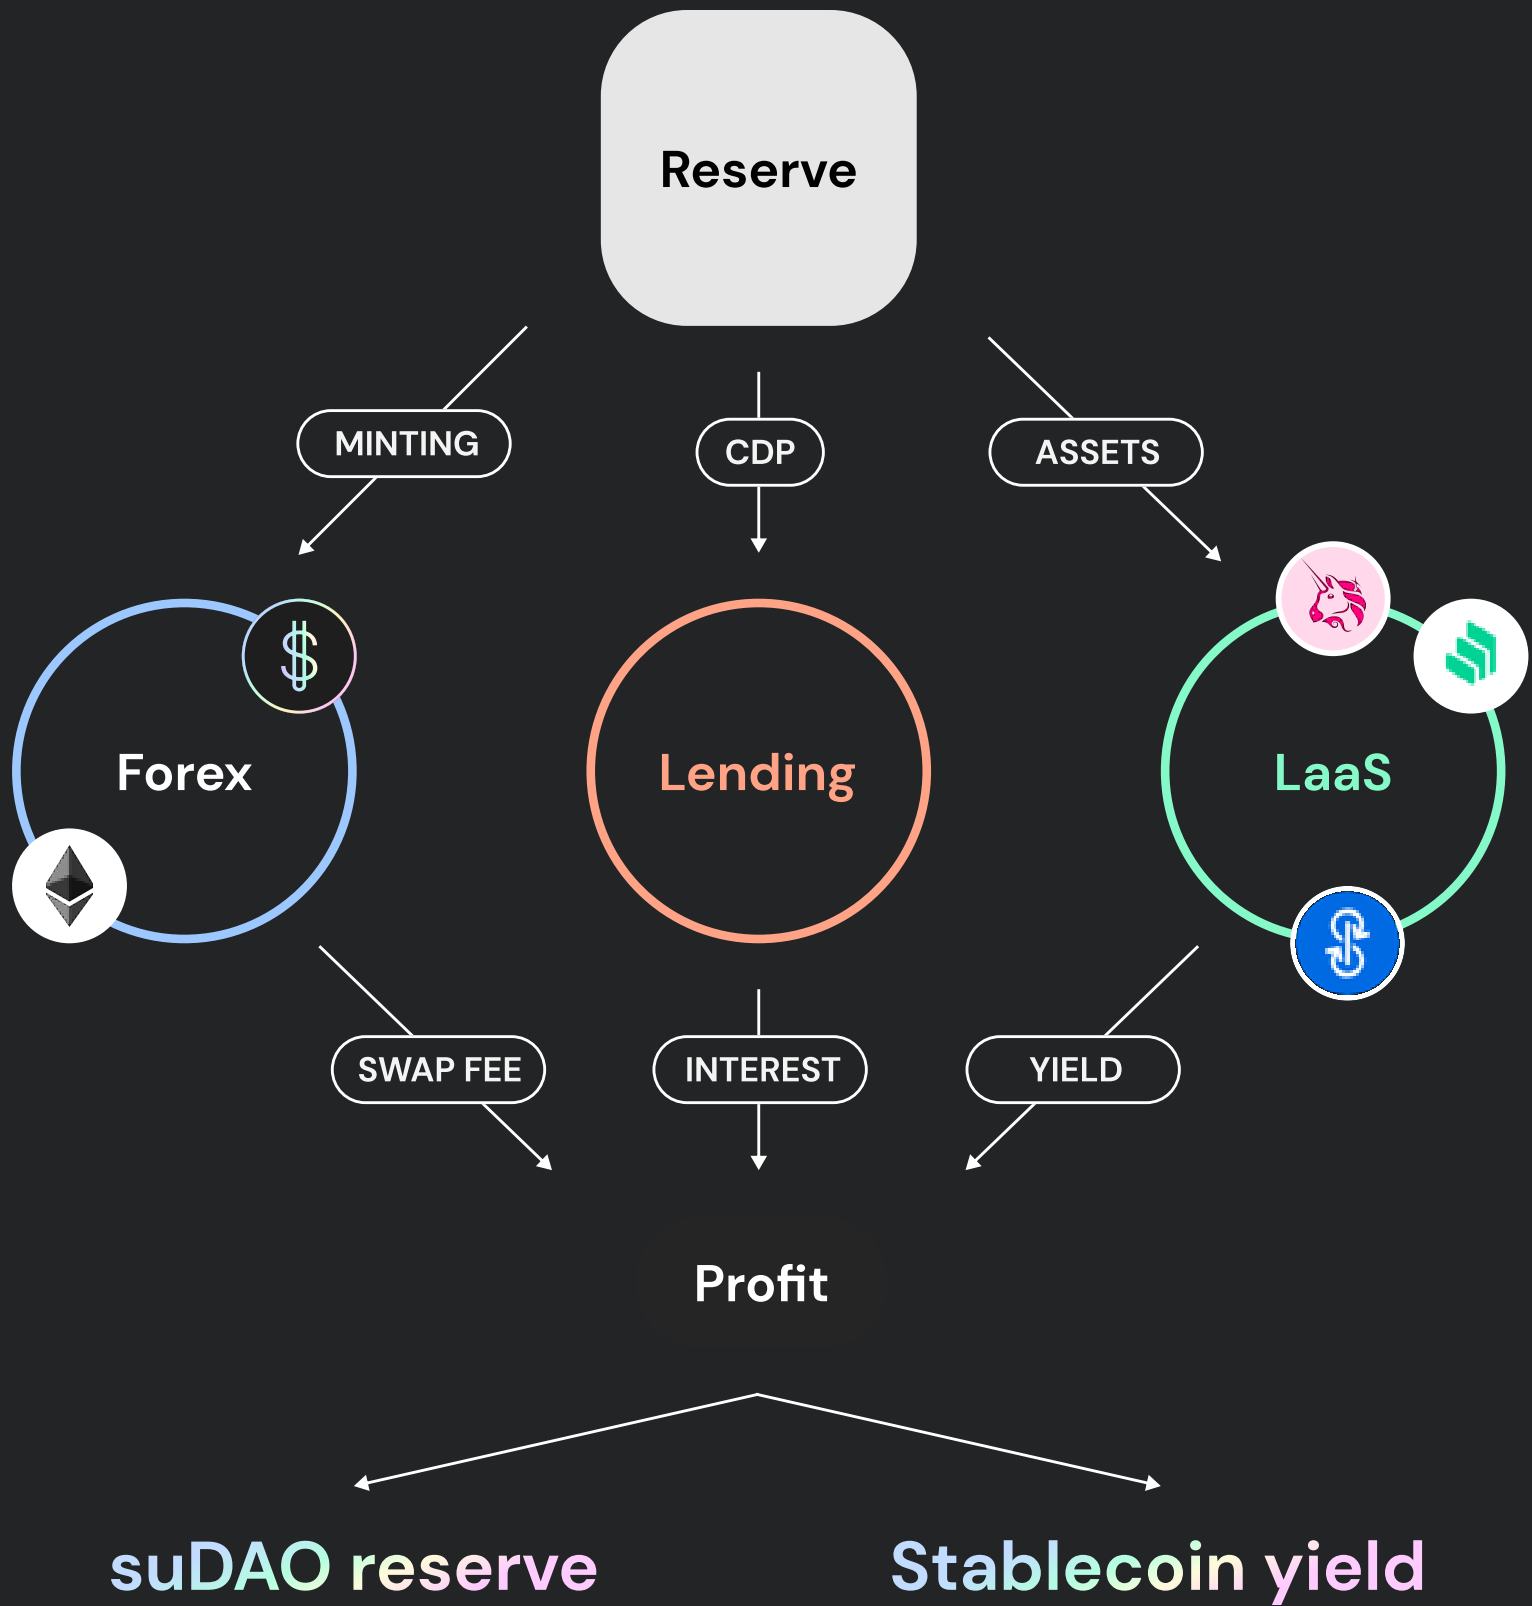 Reserve
MINTING
CDP
ASSETS
Forex
Lending
LaaS
SWAP FEE
INTEREST
YIELD
Profit
suDAO reserve
Stablecoin yield